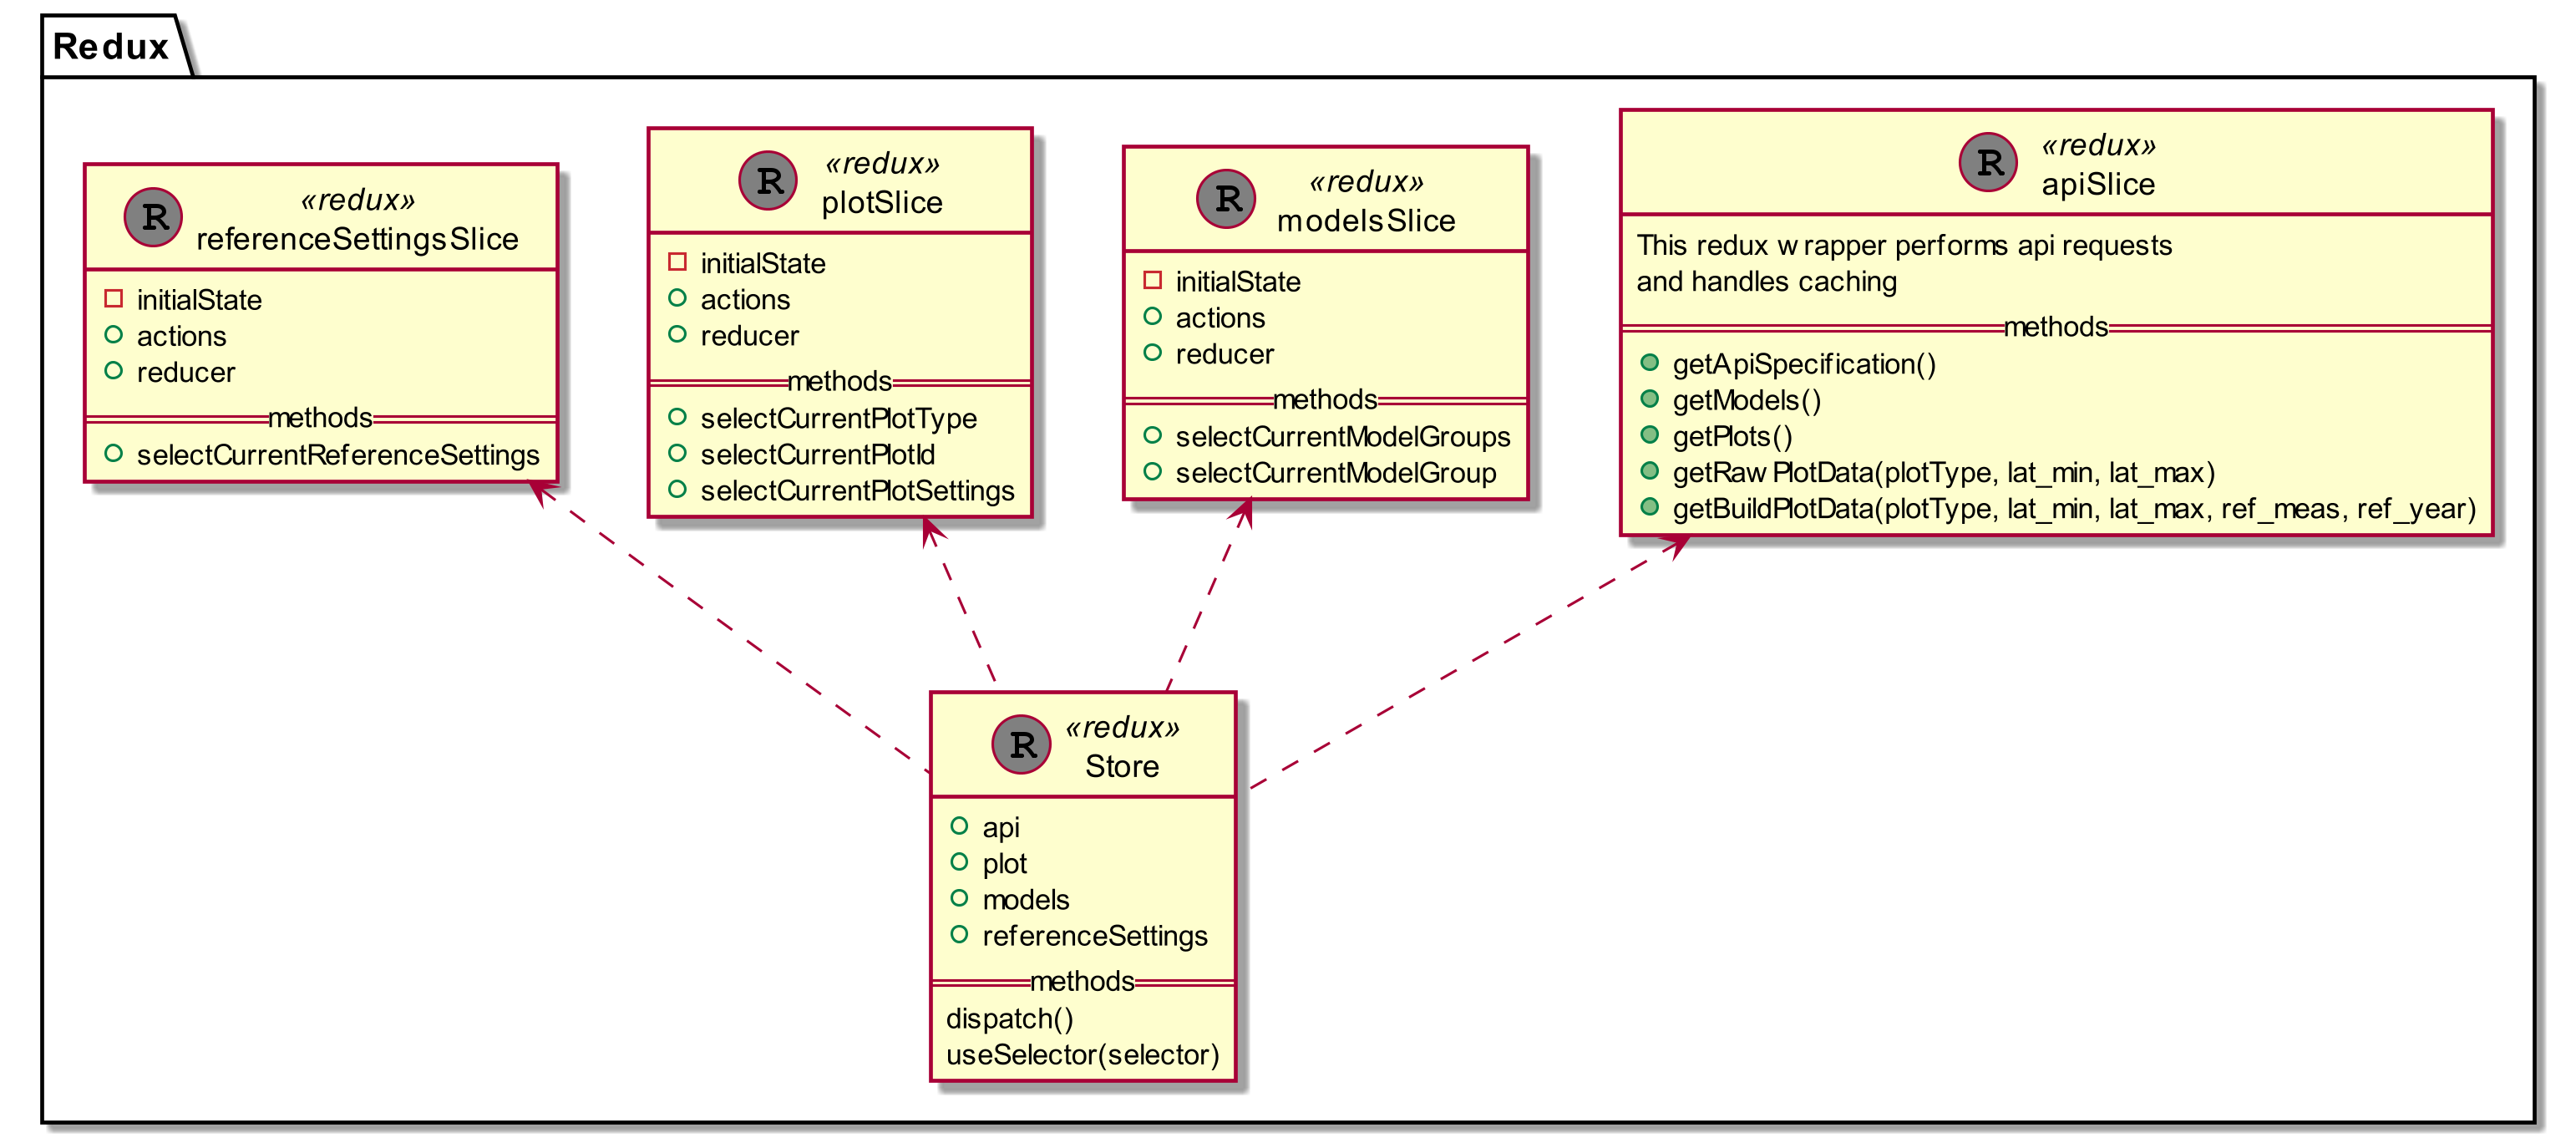 Redux
R
«redux»
referenceSettingsSlice
initialState
actions
reducer
methods
selectCurrentReferenceSettings
R
«redux»
plotSlice
initialState
actions
reducer
methods
selectCurrentPlotType
selectCurrentPlotId
selectCurrentPlotSettings
R
«redux»
modelsSlice
initialState
actions
reducer
methods
selectCurrentModelGroups
selectCurrentModelGroup
R
«redux»
apiSlice
This redux wrapper performs api requests
and handles caching
methods
getApiSpecification()
getModels()
getPlots()
getRawPlotData(plotType, lat_min, lat_max)
getBuildPlotData(plotType, lat_min, lat_max, ref_meas, ref_year)
R
«redux»
Store
api
plot
models
referenceSettings
methods
dispatch()
useSelector(selector)